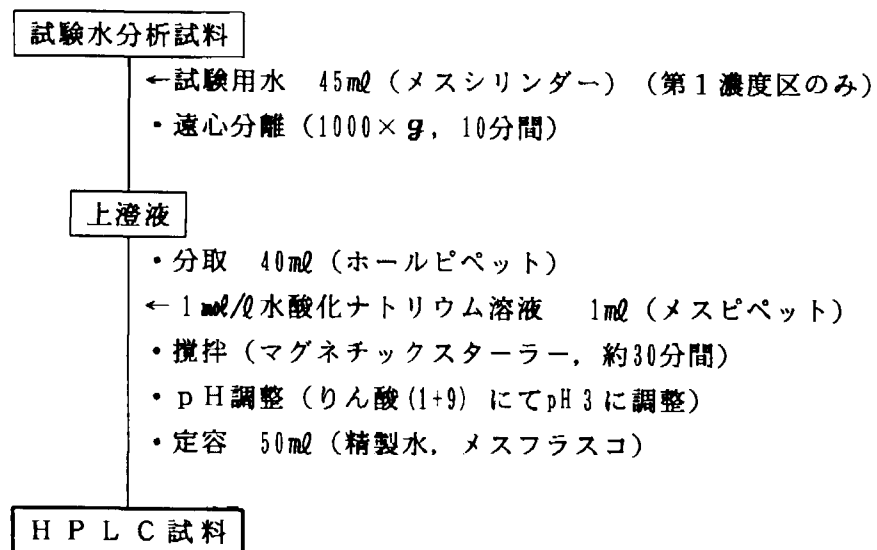 試験水分析試料
←試験用水 45ml（メスシリンダー）（第1濃度区のみ）
・遠心分離（1000×g, 10分間）
上澄液
・分取 40ml（ホールピペット）
←1mol/l水酸化ナトリウム溶液 1ml（メスピペット）
・攪拌（マグネチックスターラー, 約30分間）
・pH調整（りん酸(1+9)にてpH3に調整）
・定容 50ml（精製水, メスフラスコ）
HPLC試料